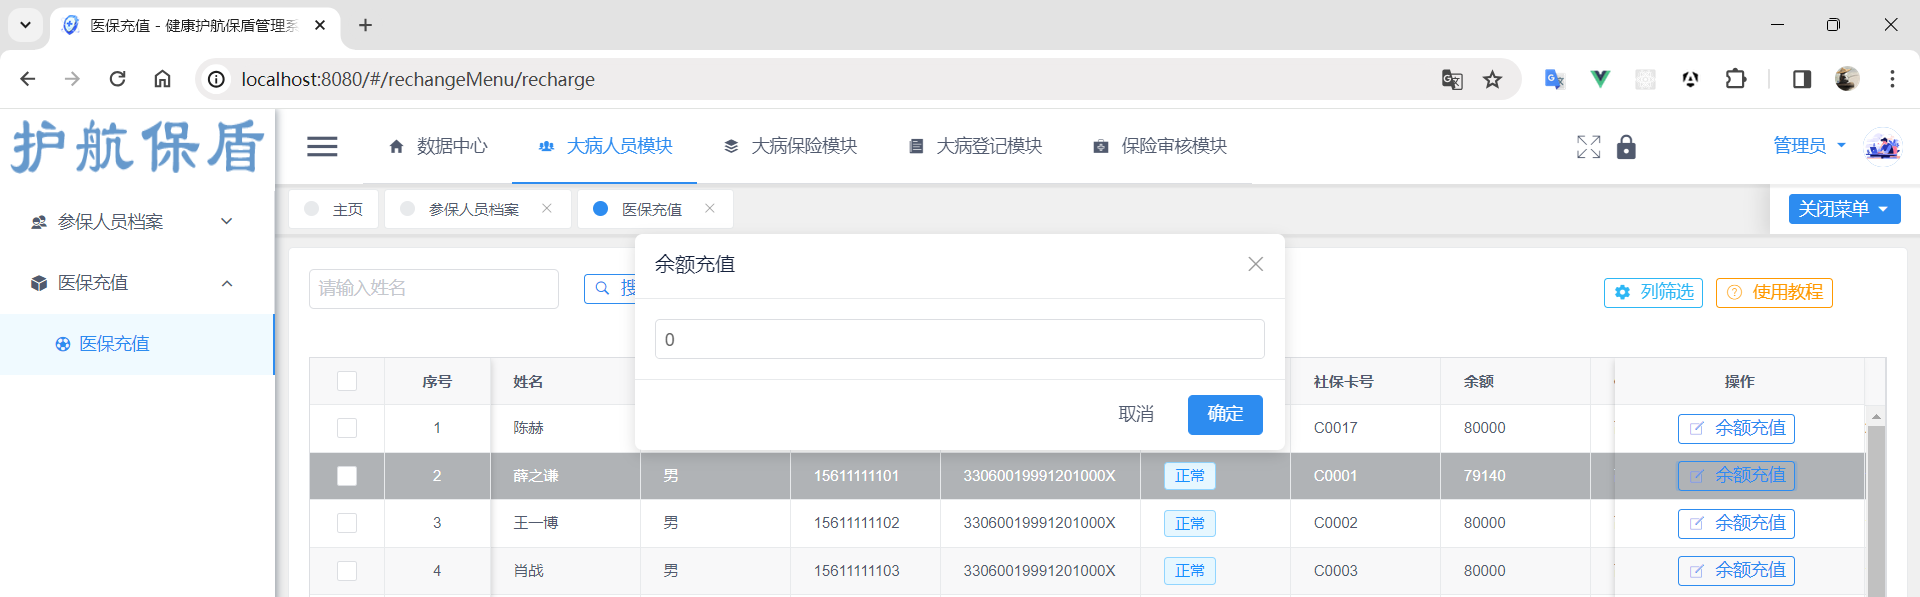 医保充值 - 健康护航保盾管理系
localhost:8080/#/rechangeMenu/recharge
护航保盾
数据中心 大病人员模块 大病保险模块 大病登记模块 保险审核模块 管理员
参保人员档案
医保充值
医保充值
主页 参保人员档案 医保充值 关闭菜单
余额充值
请输入姓名 列筛选 使用教程
0
取消 确定
序号 姓名 社保卡号 余额 操作
1 陈赫 C0017 80000 余额充值
2 薛之谦 男 15611111101 33060019991201000X 正常 C0001 79140 余额充值
3 王一博 男 15611111102 33060019991201000X 正常 C0002 80000 余额充值
4 肖战 男 15611111103 33060019991201000X 正常 C0003 80000 余额充值